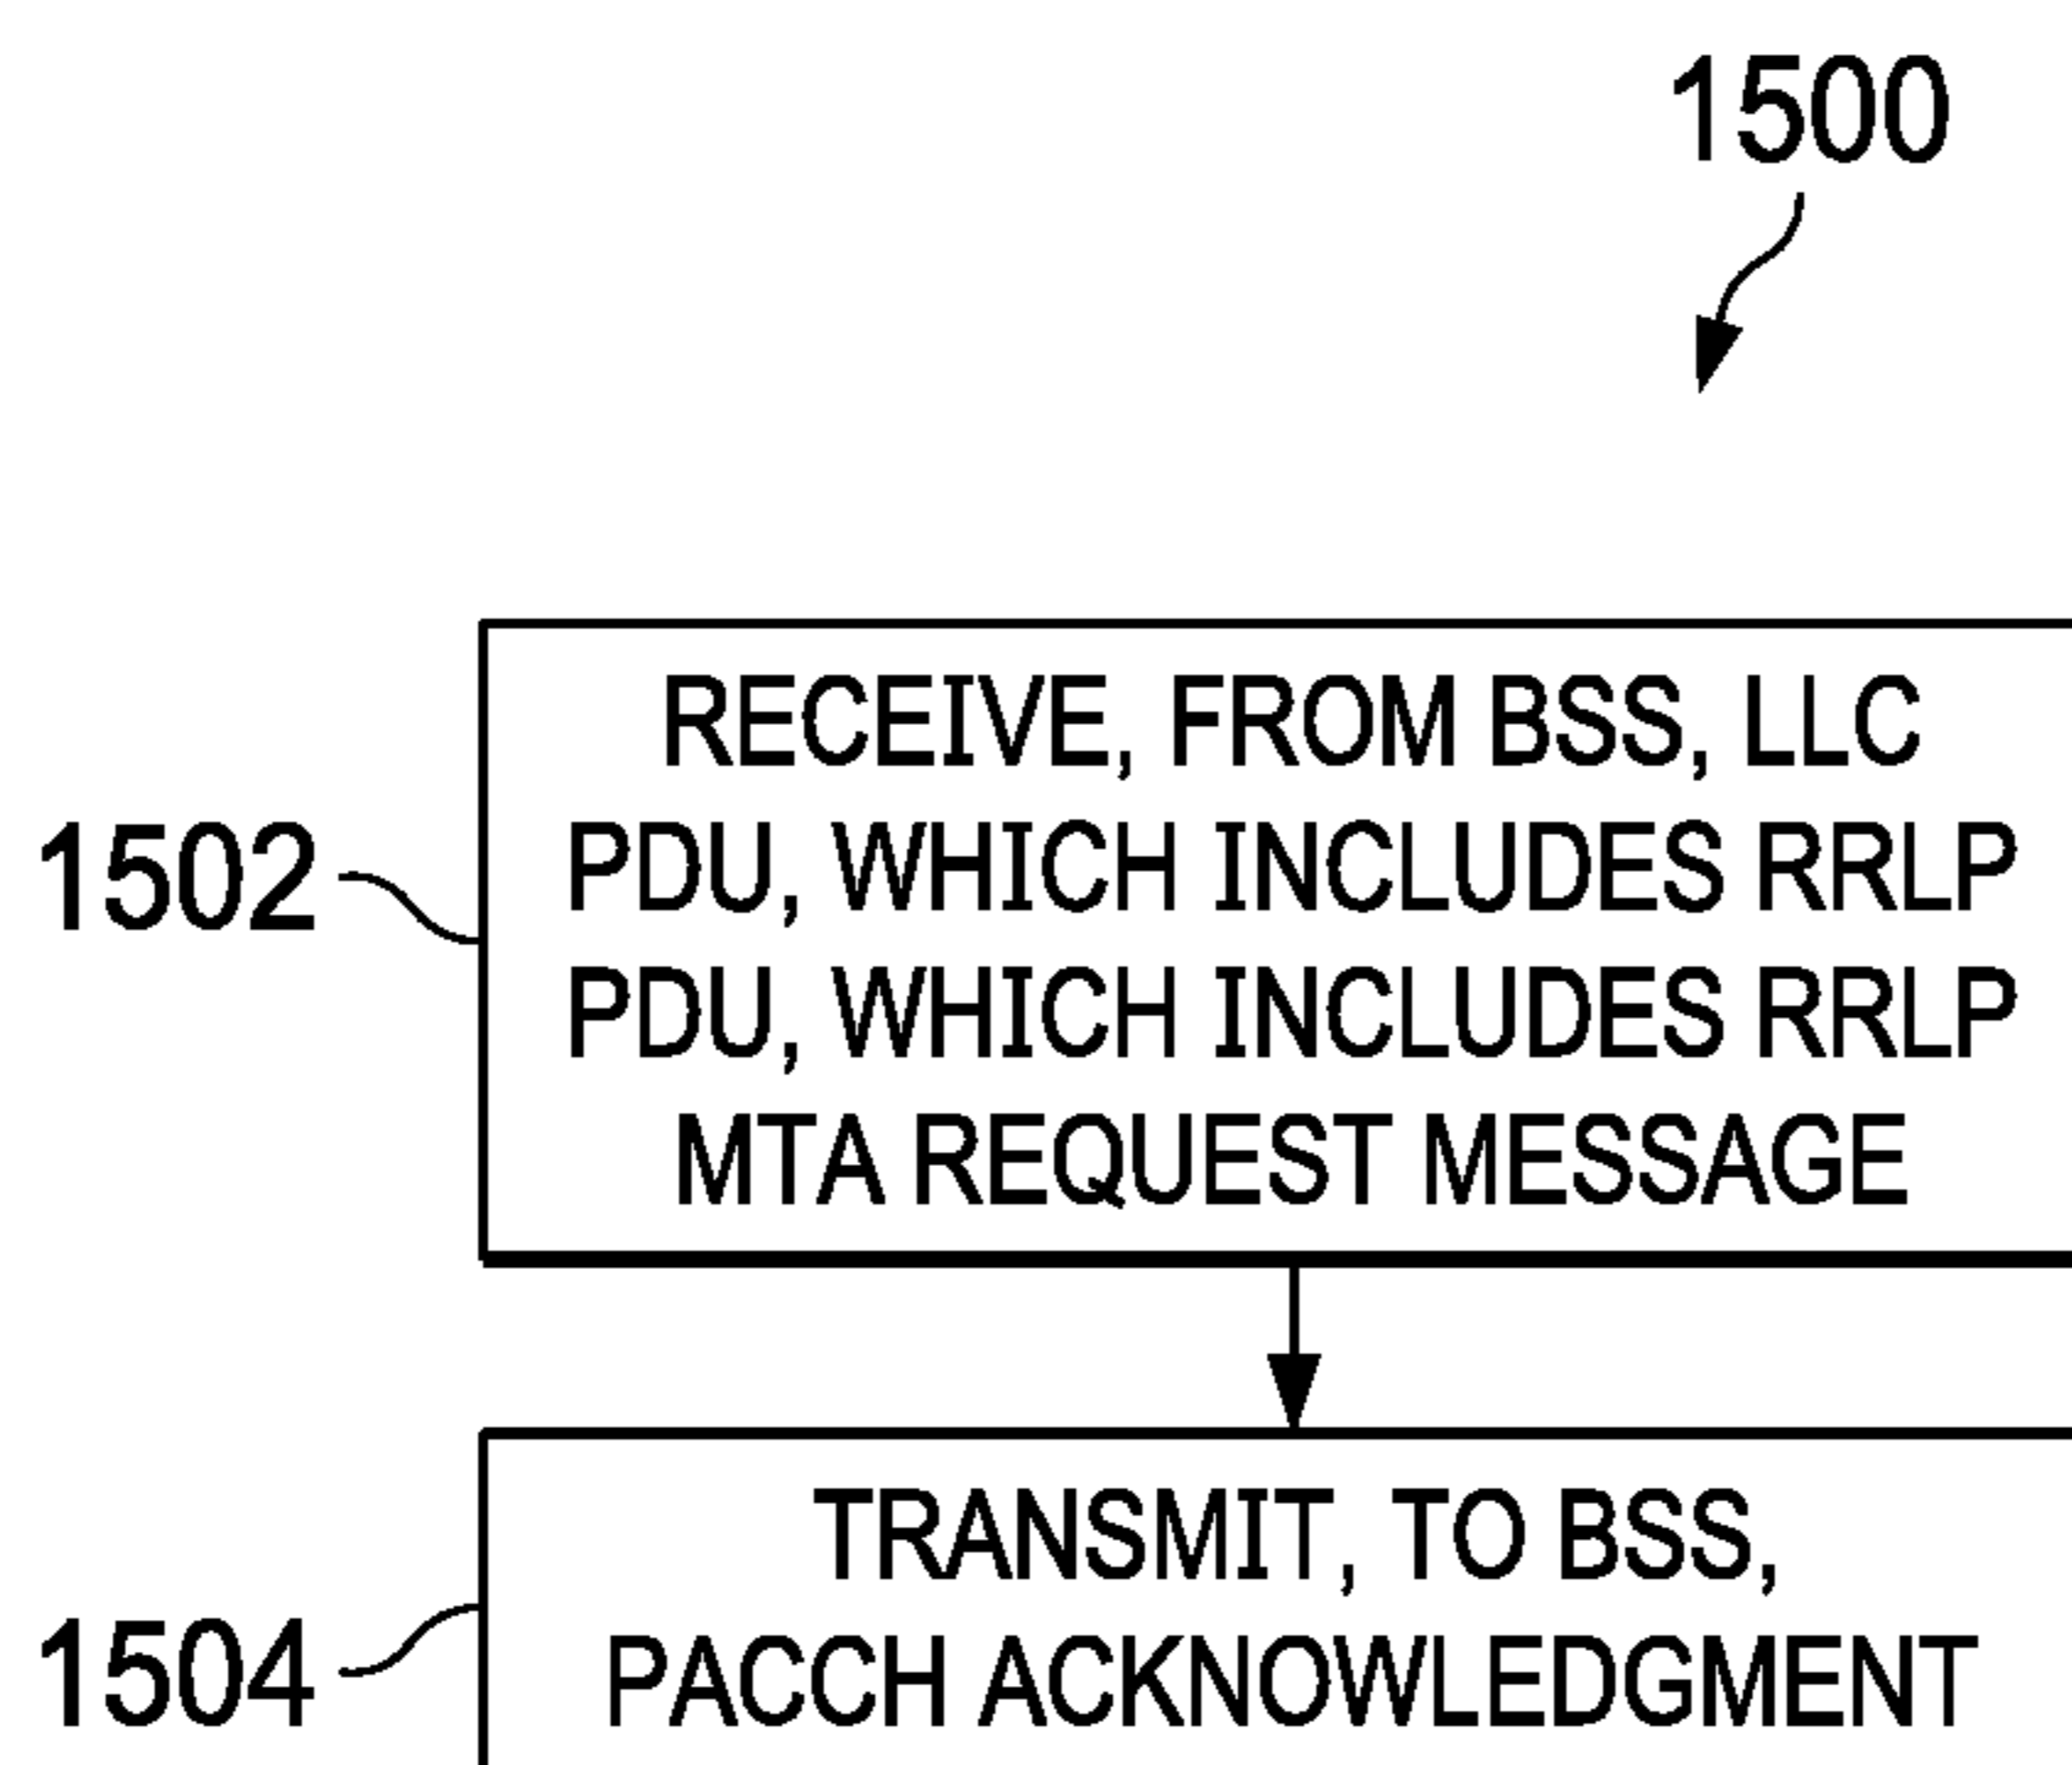 1500
RECEIVE, FROM BSS, LLC
PDU, WHICH INCLUDES RRLP
1502
PDU, WHICH INCLUDES RRLP
MTA REQUEST MESSAGE
TRANSMIT, TO BSS,
1504
PACCH ACKNOWLEDGMENT